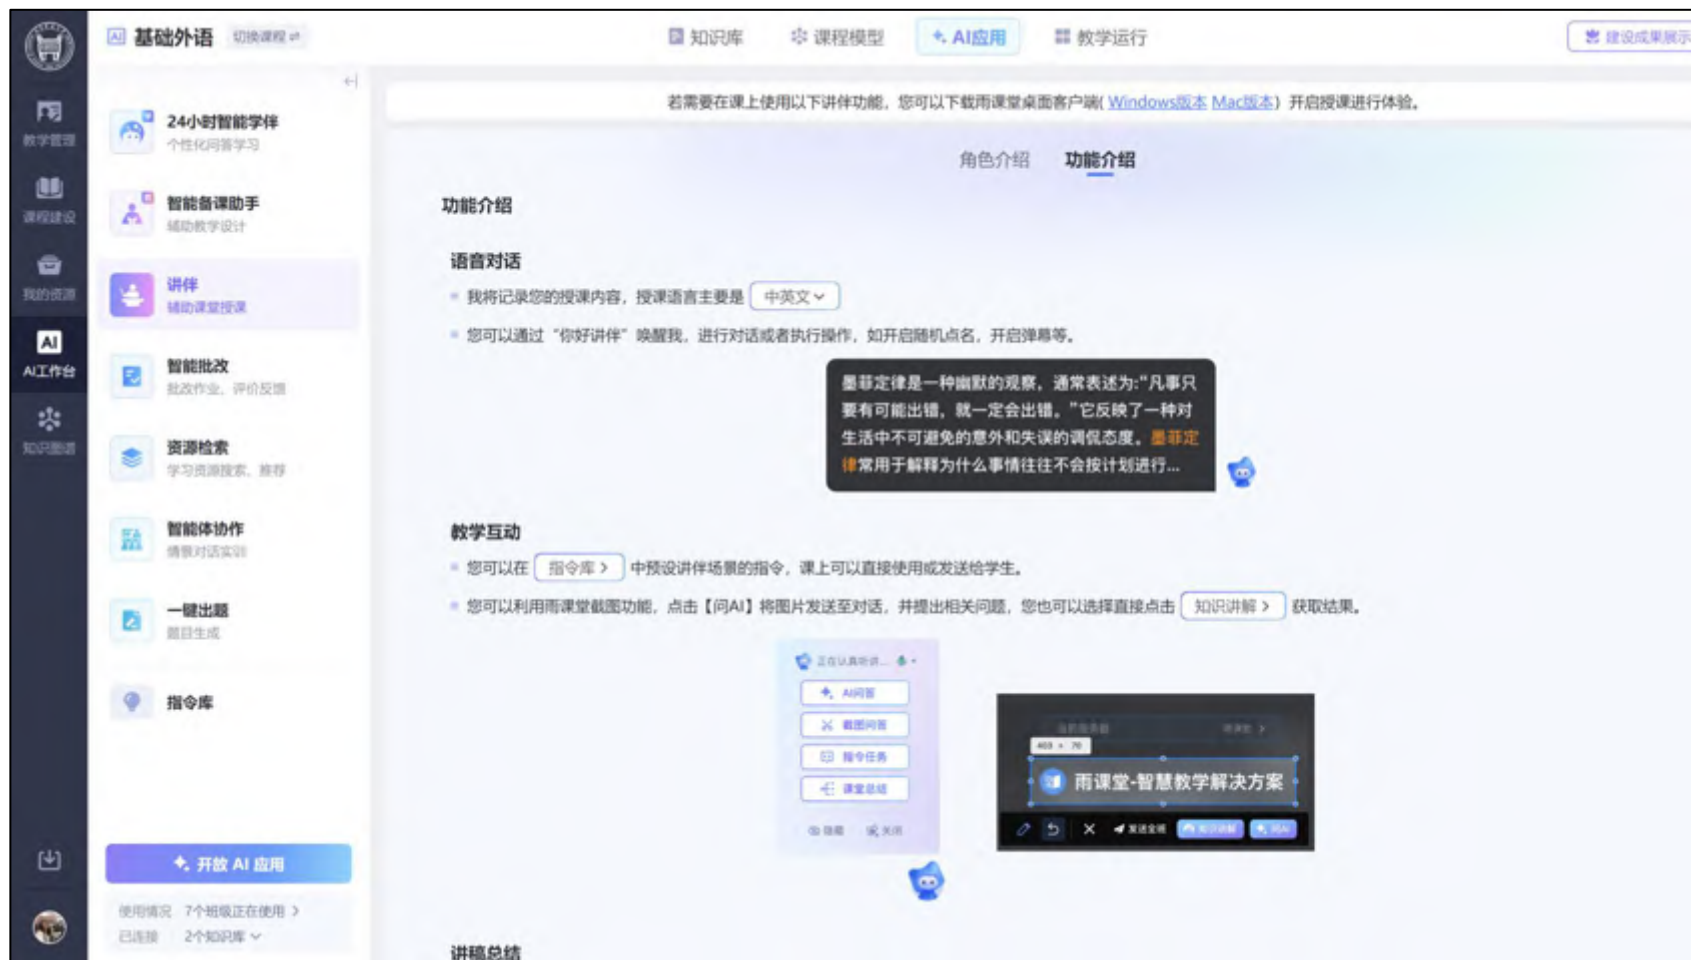 基础外语 切换课程
知识库 课程模型 AI应用 教学运行
建设成果展示
教学管理
课程建设
我的资源
AI
AI工作台
知识图谱
24小时智能学伴
个性化问答学习
智能备课助手
辅助教学设计
讲伴
辅助课堂授课
智能批改
批改作业、评价反馈
资源检索
学习资源搜索、推荐
智能体协作
情景对话实训
一键出题
题目生成
指令库
开放 AI 应用
使用情况 7个班级正在使用
已连接 2个知识库
若需要在课上使用以下讲伴功能，您可以下载雨课堂桌面客户端( Windows版本 Mac版本）开启授课进行体验。
角色介绍 功能介绍
功能介绍
语音对话
我将记录您的授课内容，授课语言主要是 中英文
您可以通过“你好讲伴”唤醒我，进行对话或者执行操作，如开启随机点名，开启弹幕等。
墨菲定律是一种幽默的观察，通常表述为:“凡事只
要有可能出错，就一定会出错。”它反映了一种对
生活中不可避免的意外和失误的调侃态度。墨菲定
律常用于解释为什么事情往往不会按计划进行...
教学互动
您可以在 指令库 中预设讲伴场景的指令，课上可以直接使用或发送给学生。
您可以利用雨课堂截图功能，点击【问AI】将图片发送至对话，并提出相关问题，您也可以选择直接点击 知识讲解 获取结果。
正在认真听讲...
AI问答
截图问答
指令任务
课堂总结
隐藏 关闭
雨课堂-智慧教学解决方案
发送全班 知识讲解 问AI
讲稿总结